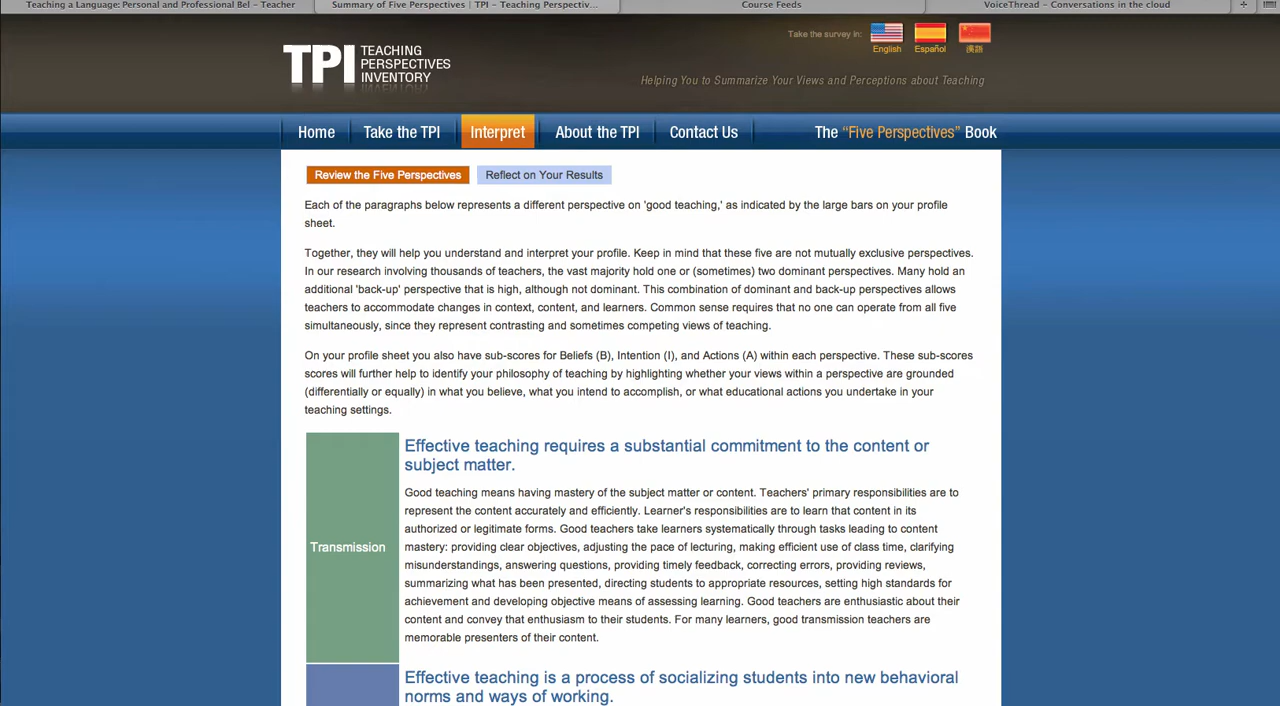 Teaching a Language: Personal and Professional Bel - Teacher
Summary of Five Perspectives | TPI - Teaching Perspectiv...
Course Feeds
VoiceThread - Conversations in the cloud
+
Take the survey in:
English
Español
漢語
TPI TEACHING
PERSPECTIVES
INVENTORY
Helping You to Summarize Your Views and Perceptions about Teaching
Home
Take the TPI
Interpret
About the TPI
Contact Us
The "Five Perspectives" Book
Review the Five Perspectives
Reflect on Your Results
Each of the paragraphs below represents a different perspective on 'good teaching,' as indicated by the large bars on your profile
sheet.
Together, they will help you understand and interpret your profile. Keep in mind that these five are not mutually exclusive perspectives.
In our research involving thousands of teachers, the vast majority hold one or (sometimes) two dominant perspectives. Many hold an
additional 'back-up' perspective that is high, although not dominant. This combination of dominant and back-up perspectives allows
teachers to accommodate changes in context, content, and learners. Common sense requires that no one can operate from all five
simultaneously, since they represent contrasting and sometimes competing views of teaching.
On your profile sheet you also have sub-scores for Beliefs (B), Intention (I), and Actions (A) within each perspective. These sub-scores
scores will further help to identify your philosophy of teaching by highlighting whether your views within a perspective are grounded
(differentially or equally) in what you believe, what you intend to accomplish, or what educational actions you undertake in your
teaching settings.
Transmission
Effective teaching requires a substantial commitment to the content or
subject matter.
Good teaching means having mastery of the subject matter or content. Teachers' primary responsibilities are to
represent the content accurately and efficiently. Learner's responsibilities are to learn that content in its
authorized or legitimate forms. Good teachers take learners systematically through tasks leading to content
mastery: providing clear objectives, adjusting the pace of lecturing, making efficient use of class time, clarifying
misunderstandings, answering questions, providing timely feedback, correcting errors, providing reviews,
summarizing what has been presented, directing students to appropriate resources, setting high standards for
achievement and developing objective means of assessing learning. Good teachers are enthusiastic about their
content and convey that enthusiasm to their students. For many learners, good transmission teachers are
memorable presenters of their content.
Effective teaching is a process of socializing students into new behavioral
norms and ways of working.